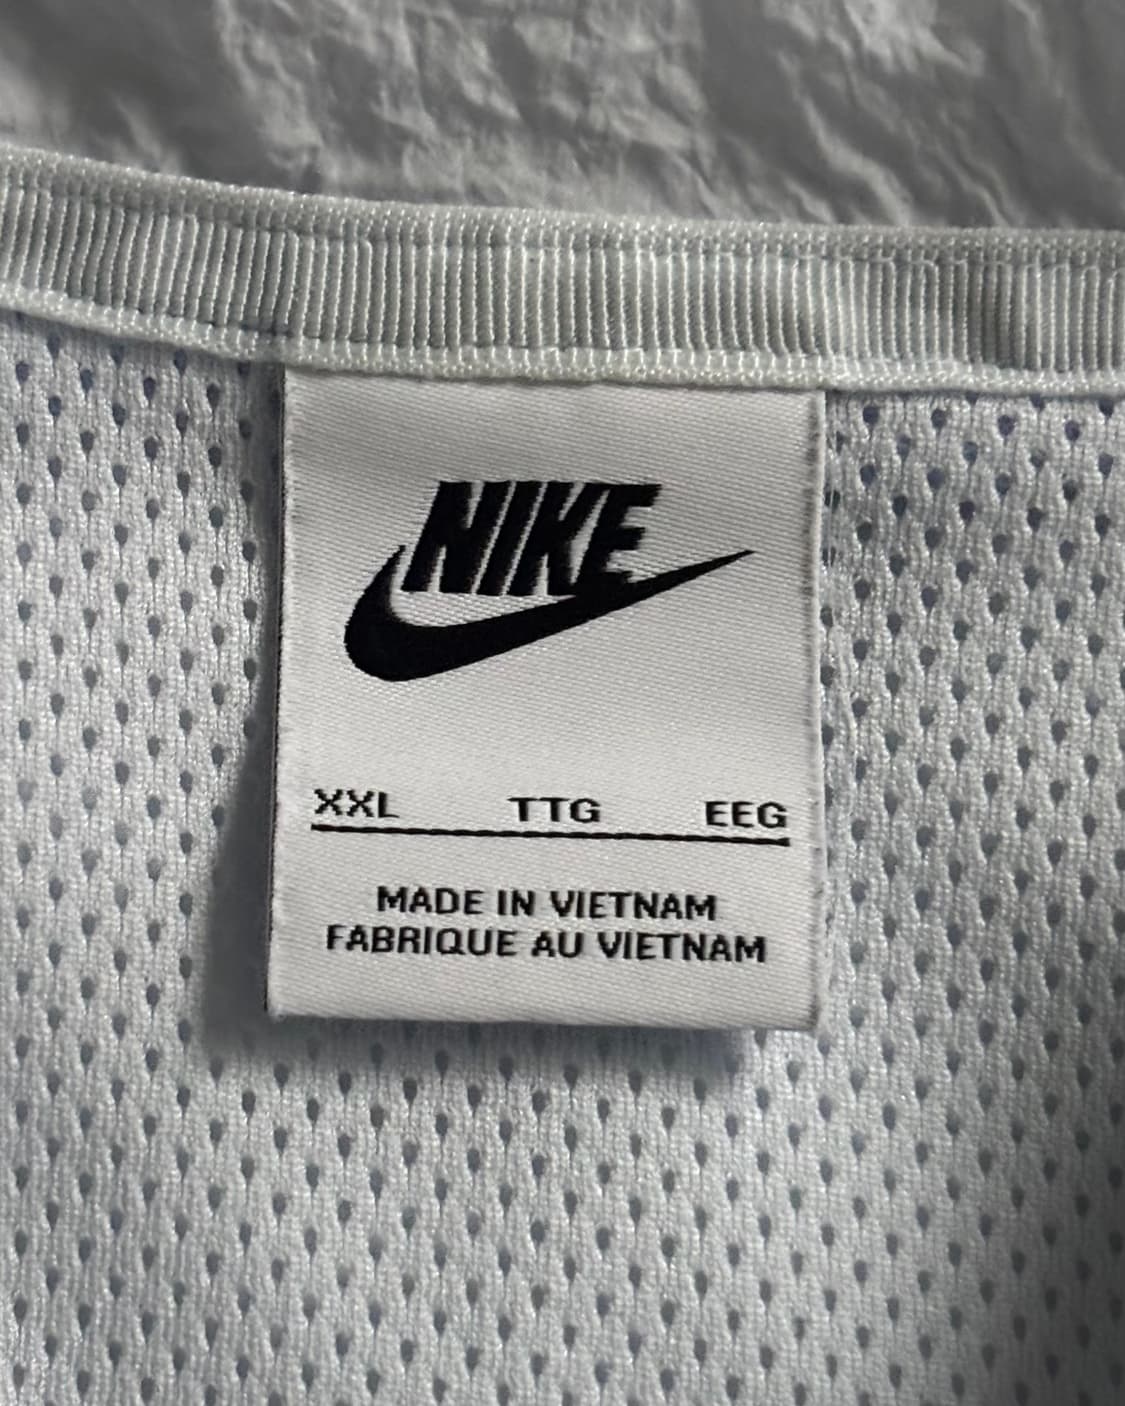 NIKE
XXL TTG EEG
MADE IN VIETNAM
FABRIQUE AU VIETNAM